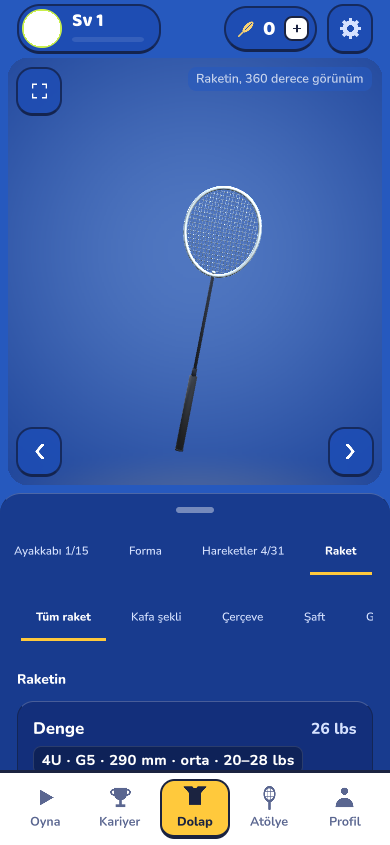 Sv 1
0
+
Raketin, 360 derece görünüm
Ayakkabı 1/15 Forma Hareketler 4/31 Raket
Tüm raket Kafa şekli Çerçeve Şaft G
Raketin
Denge 26 lbs
4U · G5 · 290 mm · orta · 20–28 lbs
Oyna Kariyer Dolap Atölye Profil